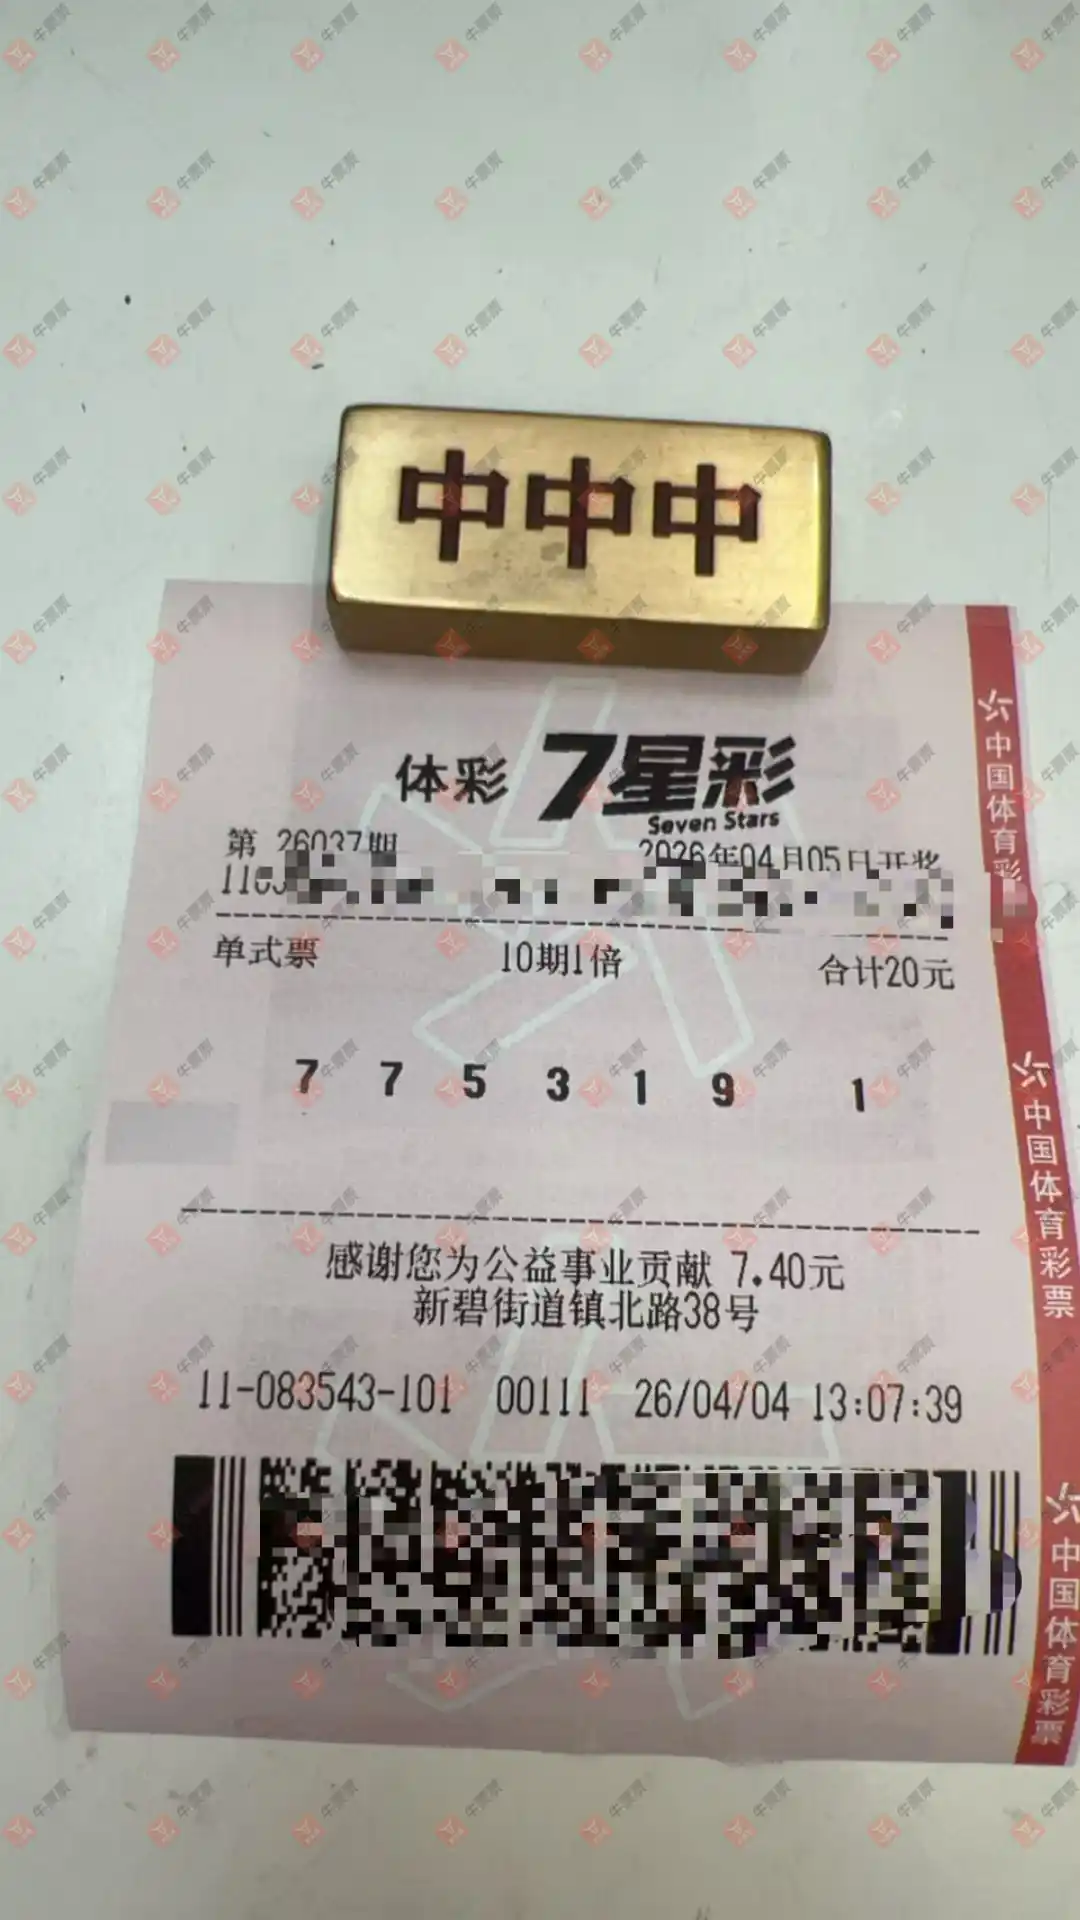 中中中
体彩 7星彩
Seven Stars
第 26037期 2026年04月05日开奖
单式票 10期1倍 合计20元
7 7 5 3 1 9 1
感谢您为公益事业贡献 7.40元
新碧街道镇北路38号
11-083543-101 00111 26/04/04 13:07:39
中国体育彩
中国体育彩票
中国体育彩票
牛票票